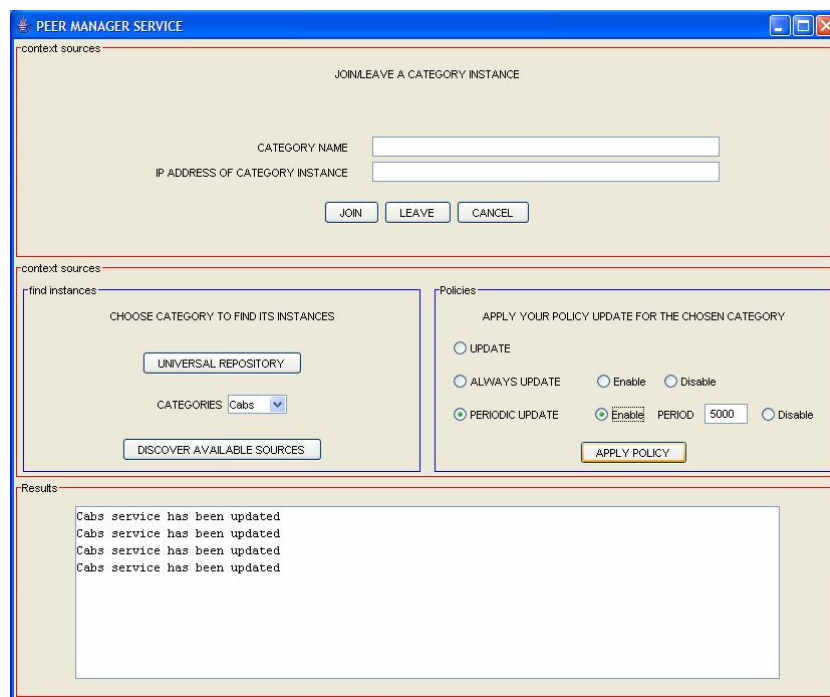 PEER MANAGER SERVICE
context sources
JOIN/LEAVE A CATEGORY INSTANCE
CATEGORY NAME
IP ADDRESS OF CATEGORY INSTANCE
JOIN LEAVE CANCEL
context sources
find instances
CHOOSE CATEGORY TO FIND ITS INSTANCES
UNIVERSAL REPOSITORY
CATEGORIES Cabs
DISCOVER AVAILABLE SOURCES
Policies
APPLY YOUR POLICY UPDATE FOR THE CHOSEN CATEGORY
UPDATE
ALWAYS UPDATE Enable Disable
PERIODIC UPDATE Enable PERIOD 5000 Disable
APPLY POLICY
Results
Cabs service has been updated
Cabs service has been updated
Cabs service has been updated
Cabs service has been updated